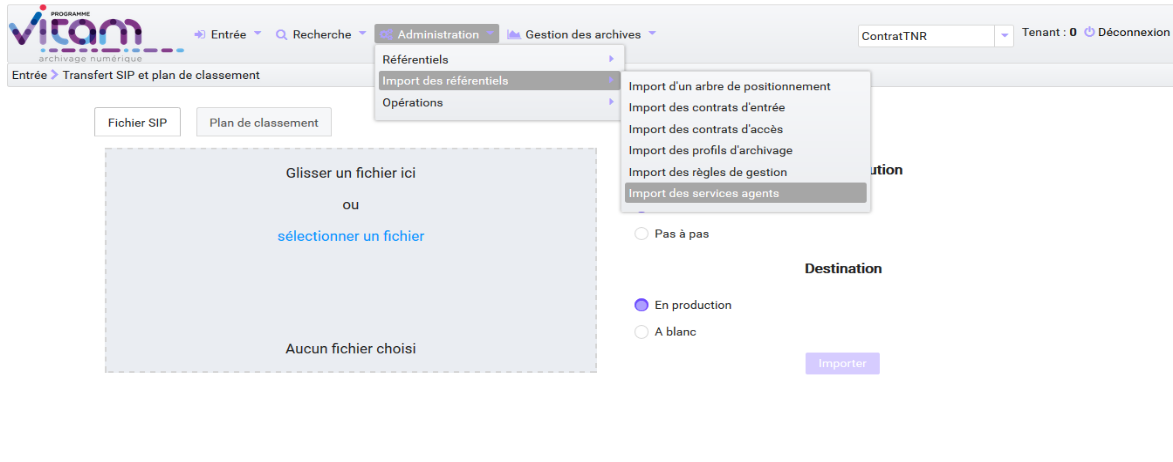 PROGRAMME
vitam
archivage numérique
Entrée
Recherche
Administration
Gestion des archives
ContratTNR
Tenant : 0
Déconnexion
Entrée > Transfert SIP et plan de classement
Référentiels
Import des référentiels
Opérations
Import d'un arbre de positionnement
Import des contrats d'entrée
Import des contrats d'accès
Import des profils d'archivage
Import des règles de gestion
Import des services agents
Fichier SIP
Plan de classement
Glisser un fichier ici
ou
sélectionner un fichier
Aucun fichier choisi
ution
Pas à pas
Destination
En production
A blanc
Importer